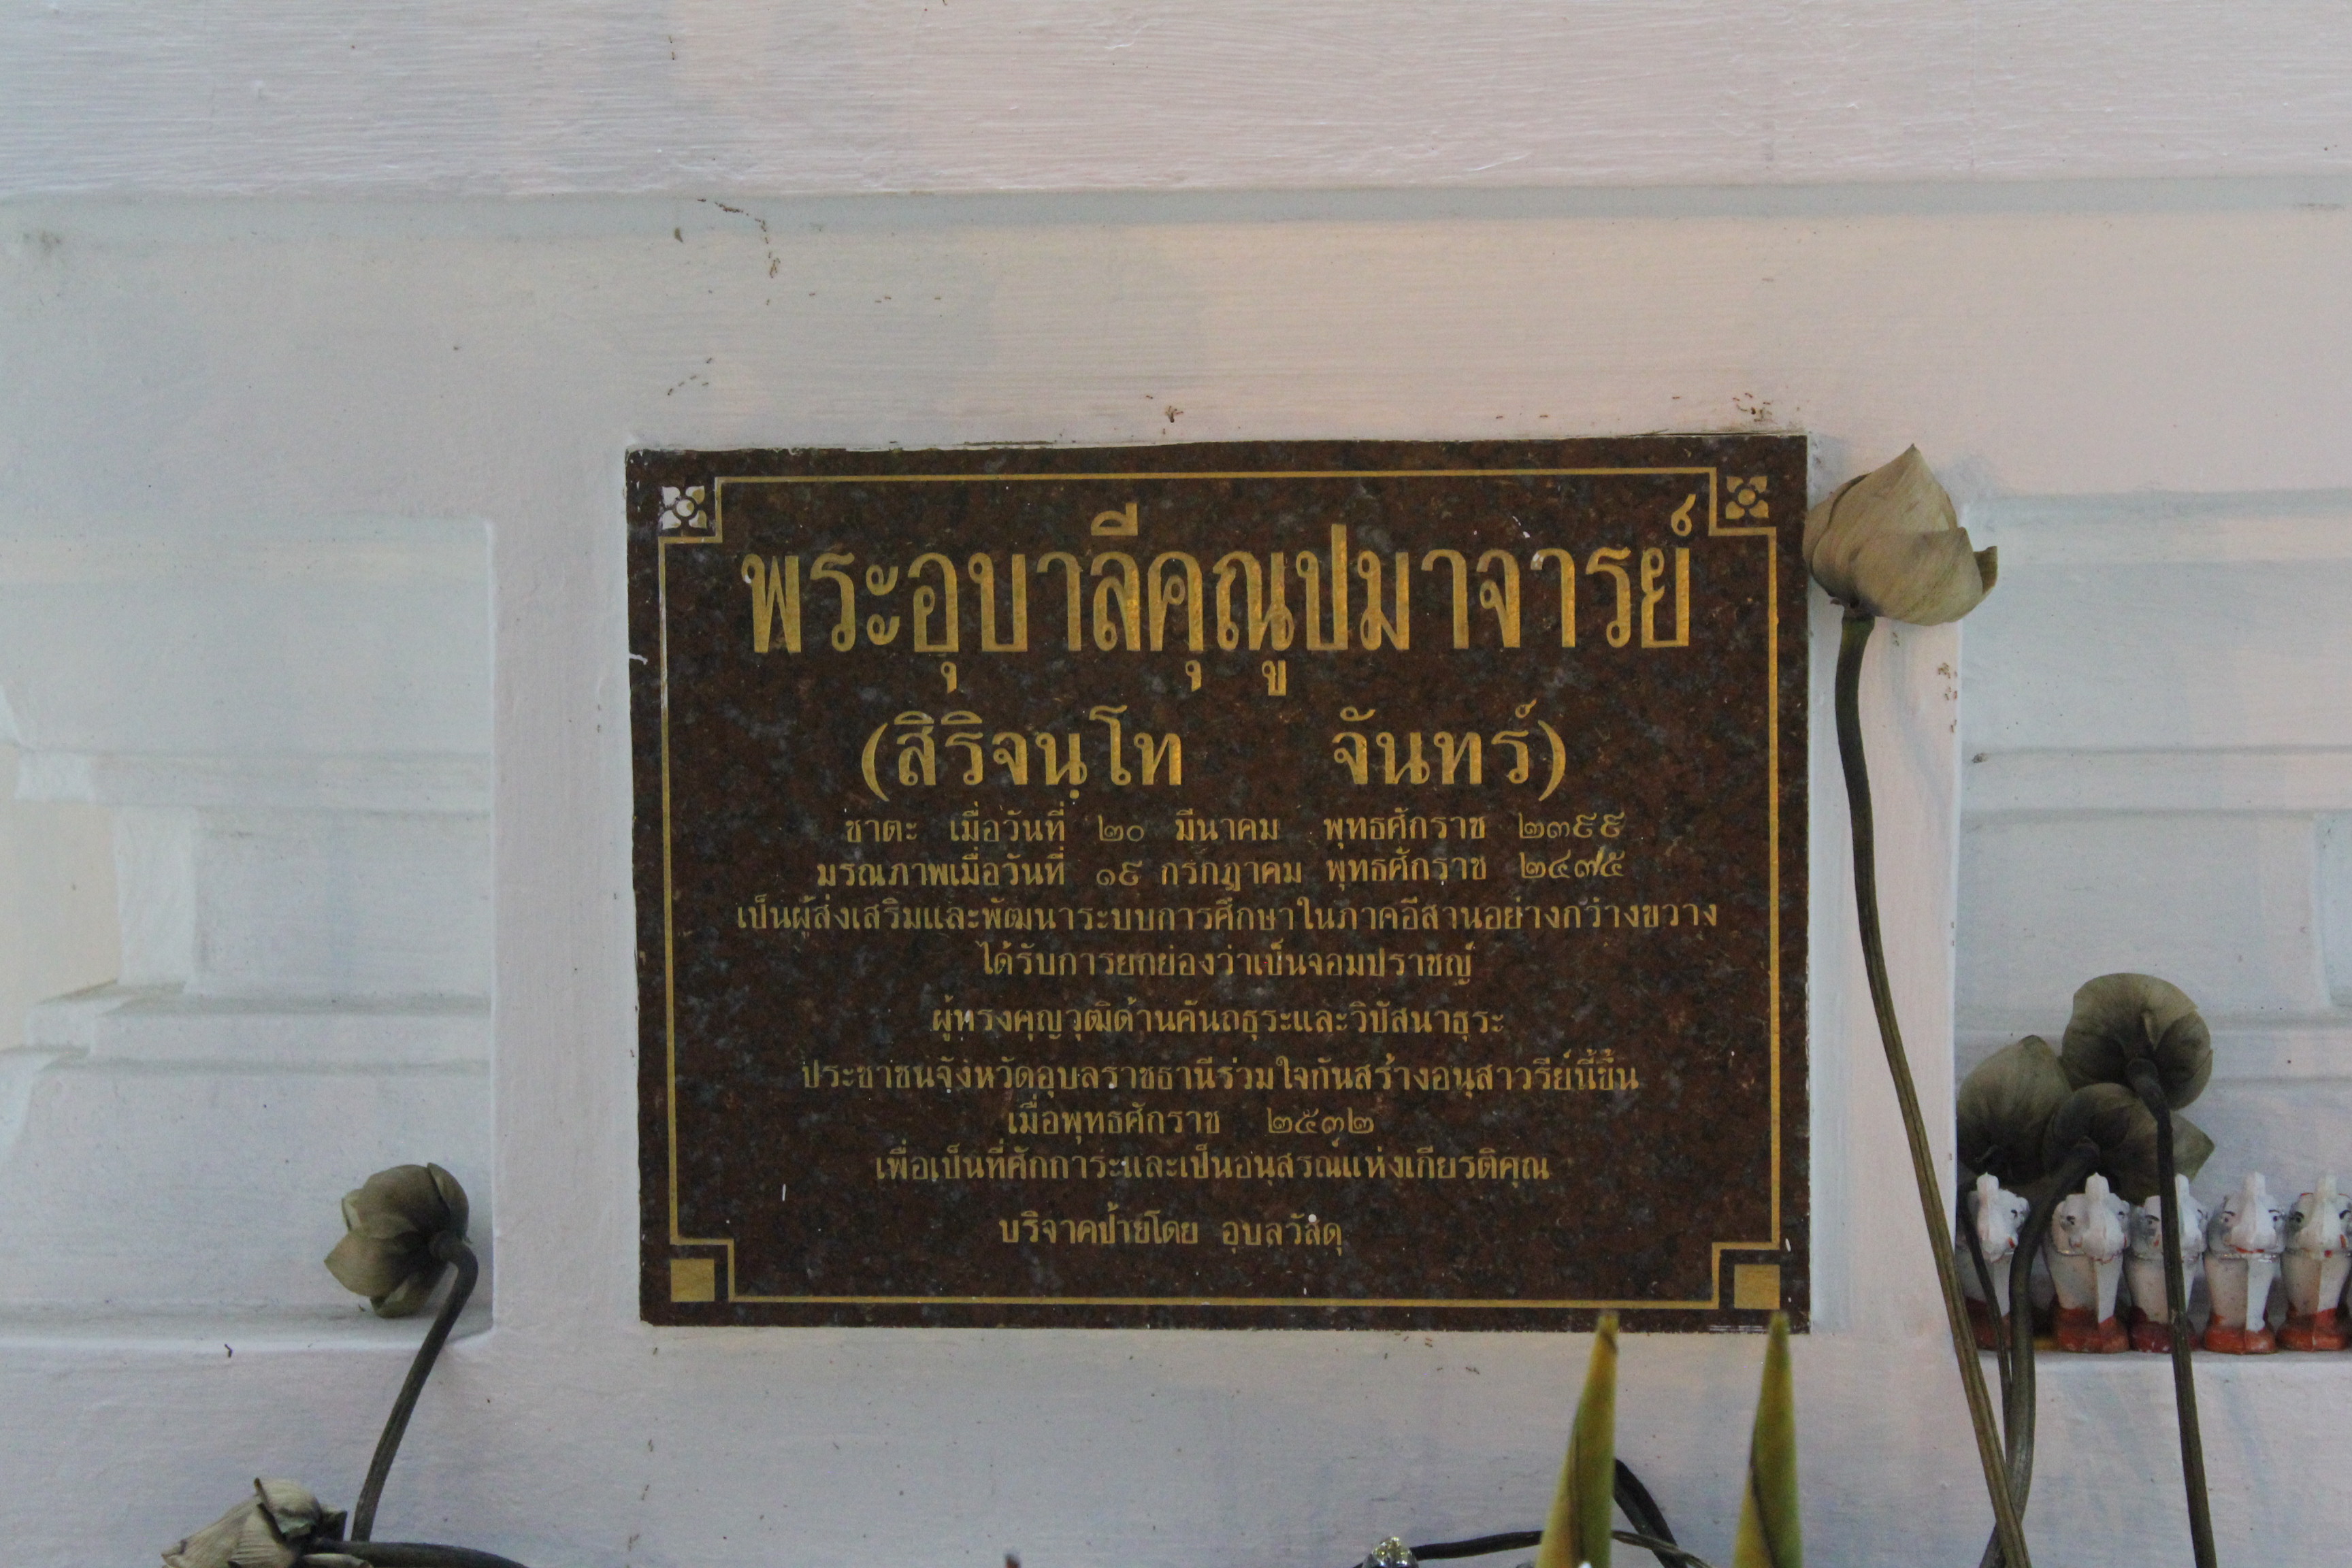 พระอุบาลีคุณูปมาจารย์
(สิริจนฺโท จันทร์)
ชาตะ เมื่อวันที่ ๒๐ มีนาคม พุทธศักราช ๒๓๙๙
มรณภาพเมื่อวันที่ ๑๙ กรกฎาคม พุทธศักราช ๒๔๗๕
เป็นผู้ส่งเสริมและพัฒนาระบบการศึกษาในภาคอีสานอย่างกว้างขวาง
ได้รับการยกย่องว่าเป็นจอมปราชญ์
ผู้ทรงคุณวุฒิด้านคันถธุระและวิปัสนาธุระ
ประชาชนจังหวัดอุบลราชธานีร่วมใจกันสร้างอนุสาวรีย์นี้ขึ้น
เมื่อพุทธศักราช ๒๕๓๒
เพื่อเป็นที่ศักการะและเป็นอนุสรณ์แห่งเกียรติคุณ
บริจาคป้ายโดย อุบลวัสดุ